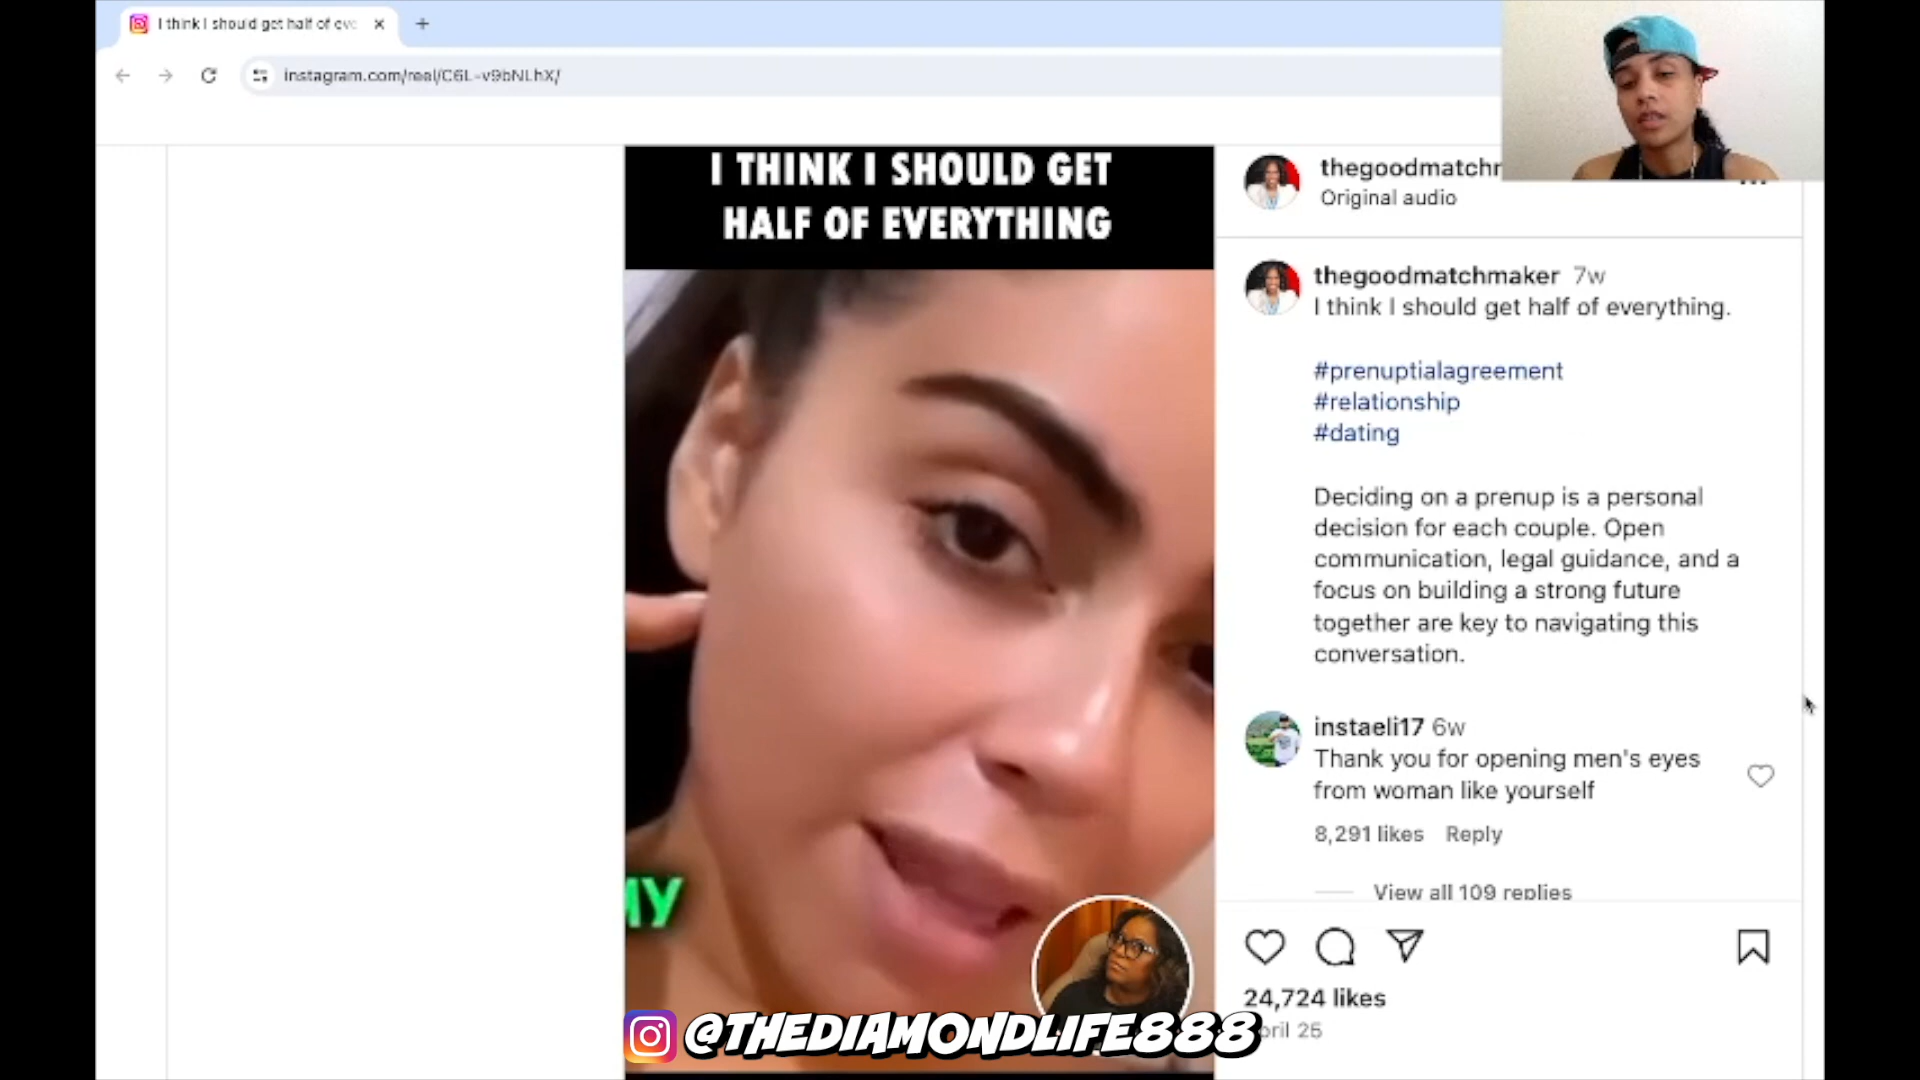 I think I should get half of eve
instagram.com/reel/C6L-v9bNLhX/
I THINK I SHOULD GET
HALF OF EVERYTHING
MY
@THEDIAMONDLIFE888
thegoodmatchm
Original audio
thegoodmatchmaker 7w
I think I should get half of everything.
#prenuptialagreement
#relationship
#dating
Deciding on a prenup is a personal
decision for each couple. Open
communication, legal guidance, and a
focus on building a strong future
together are key to navigating this
conversation.
instaeli17 6w
Thank you for opening men's eyes
from woman like yourself
8,291 likes Reply
View all 109 replies
24,724 likes
pril 25